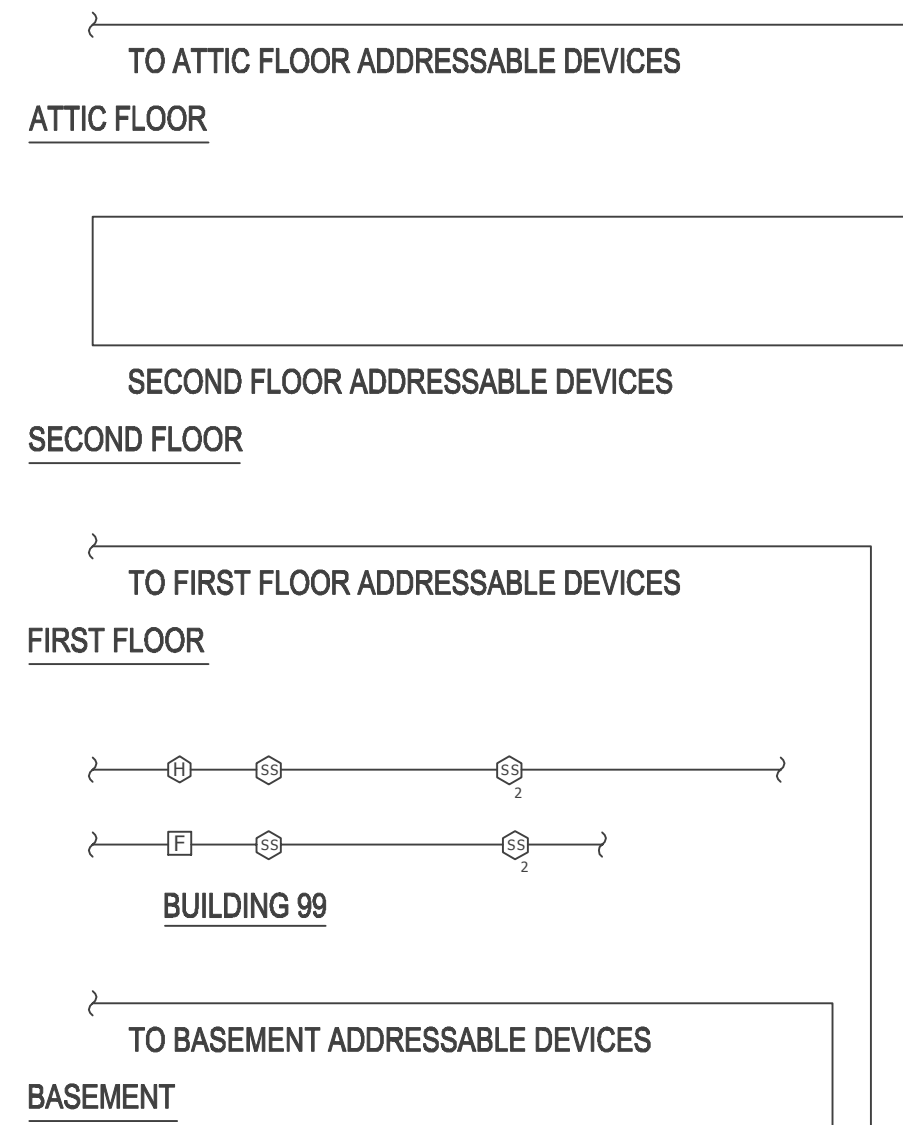 TO ATTIC FLOOR ADDRESSABLE DEVICES
ATTIC FLOOR
SECOND FLOOR ADDRESSABLE DEVICES
SECOND FLOOR
TO FIRST FLOOR ADDRESSABLE DEVICES
FIRST FLOOR
H SS SS
2
F SS SS
2
BUILDING 99
TO BASEMENT ADDRESSABLE DEVICES
BASEMENT